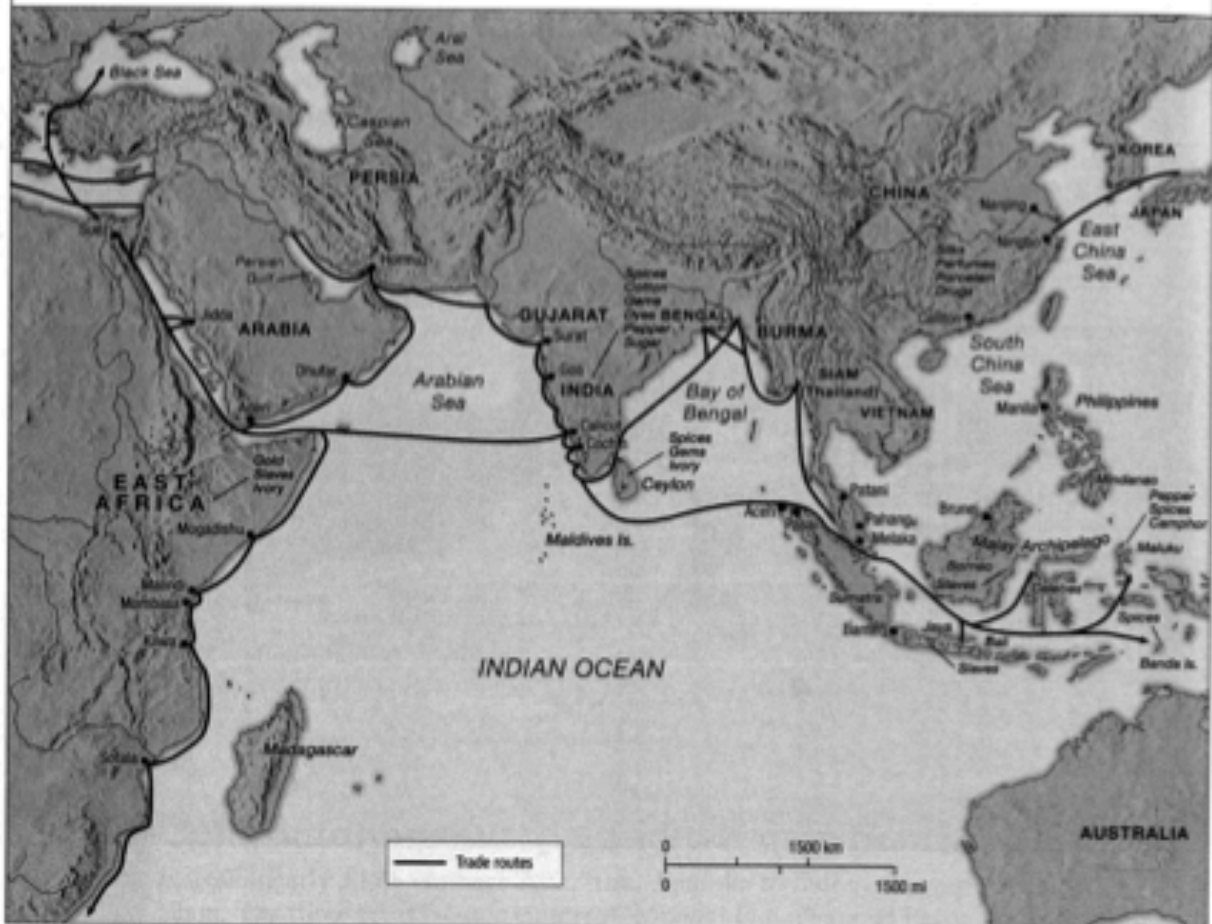 Black Sea
Aral
Sea
Caspian
Sea
PERSIA
KOREA
CHINA
Nanjing
JAPAN
Ningbo
East
China
Sea
Suez
Persian
Gulf
Hormuz
Silks
Perfumes
Porcelain
Drugs
Spices
Cotton
Gems
Dyes
Pepper
Sugar
BENGAL
GUJARAT
Jidda
ARABIA
Surat
BURMA
Dhufar
Goa
INDIA
Arabian
Sea
Bay of
Bengal
SIAM
(Thailand)
VIETNAM
South
China
Sea
Manila
Philippines
Calicut
Spices
Gems
Ivory
Ceylon
Gold
Slaves
Ivory
EAST
AFRICA
Mogadishu
Maldives Is.
Aceh
Patani
Pahang
Melaka
Brunei
Mindanao
Pepper
Spices
Camphor
Maluku
Malay Archipelago
Borneo
Slaves
Sumatra
Malindi
Mombasa
Kilwa
Java
Bali
Slaves
Spices
Banda Is.
INDIAN OCEAN
Sofala
Madagascar
AUSTRALIA
Trade routes
0
1500 km
0
1500 mi